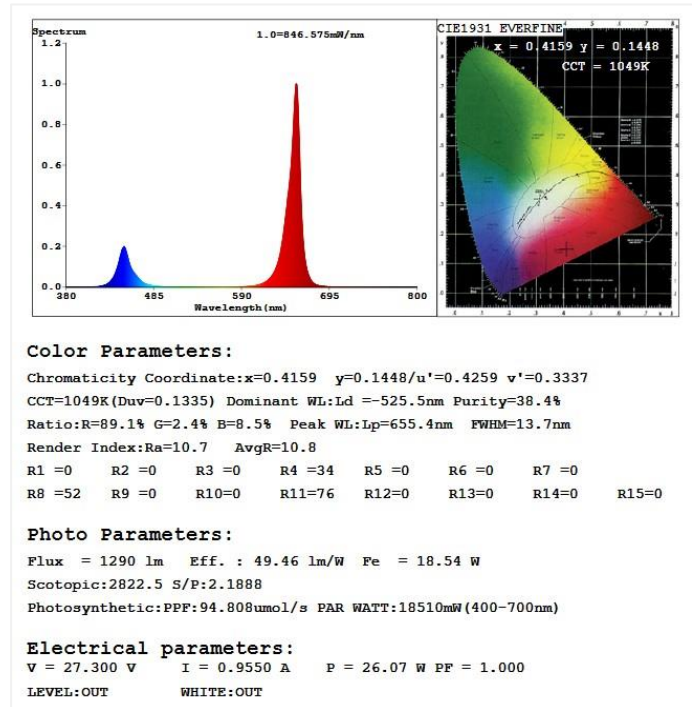 Spectrum
1.0=846.575mW/nm
1.2
1.0
0.8
0.6
0.4
0.2
0.0
380 485 590 695 800
Wavelength(nm)
CIE1931 EVERFINE
x = 0.4159 y = 0.1448
CCT = 1049K
Color Parameters:
Chromaticity Coordinate:x=0.4159 y=0.1448/u'=0.4259 v'=0.3337
CCT=1049K(Duv=0.1335) Dominant WL:Ld =-525.5nm Purity=38.4%
Ratio:R=89.1% G=2.4% B=8.5% Peak WL:Lp=655.4nm FWHM=13.7nm
Render Index:Ra=10.7 AvgR=10.8
R1 =0 R2 =0 R3 =0 R4 =34 R5 =0 R6 =0 R7 =0
R8 =52 R9 =0 R10=0 R11=76 R12=0 R13=0 R14=0 R15=0
Photo Parameters:
Flux = 1290 lm Eff. : 49.46 lm/W Fe = 18.54 W
Scotopic:2822.5 S/P:2.1888
Photosynthetic:PPF:94.808umol/s PAR WATT:18510mW(400-700nm)
Electrical parameters:
V = 27.300 V I = 0.9550 A P = 26.07 W PF = 1.000
LEVEL:OUT WHITE:OUT